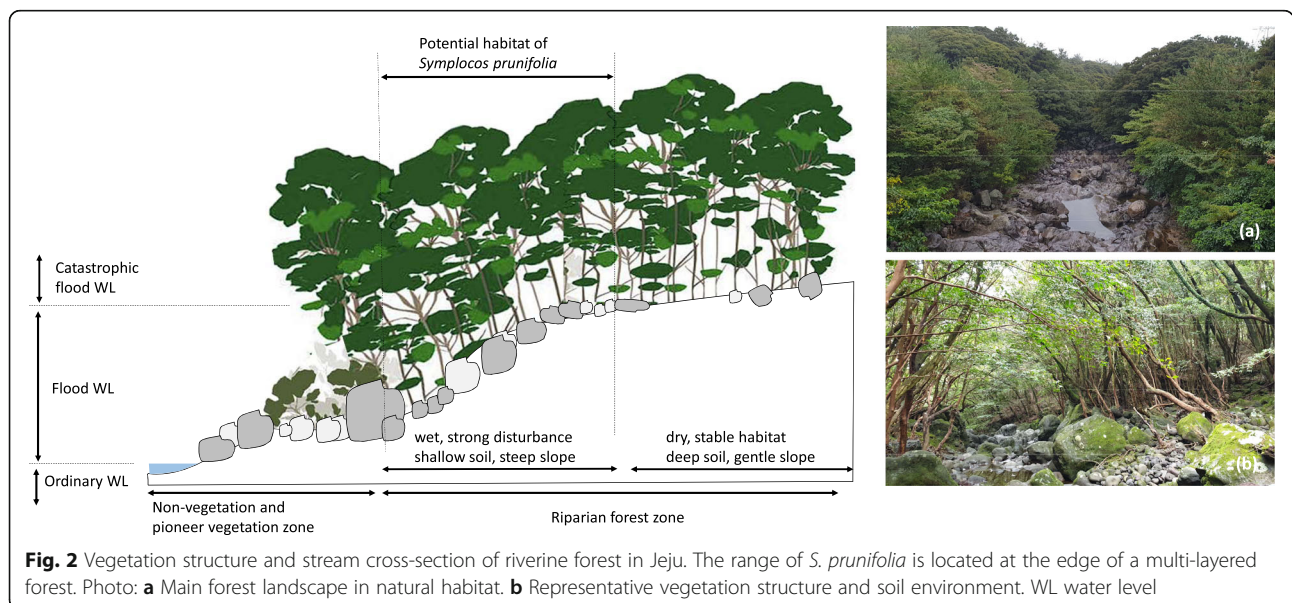 Potential habitat of
Symplocos prunifolia
(a)
Catastrophic
flood WL
Flood WL
wet, strong disturbance
shallow soil, steep slope
dry, stable habitat
deep soil, gentle slope
(b)
Ordinary WL
Non-vegetation and
pioneer vegetation zone
Riparian forest zone
Fig. 2 Vegetation structure and stream cross-section of riverine forest in Jeju. The range of S. prunifolia is located at the edge of a multi-layered
forest. Photo: a Main forest landscape in natural habitat. b Representative vegetation structure and soil environment. WL water level